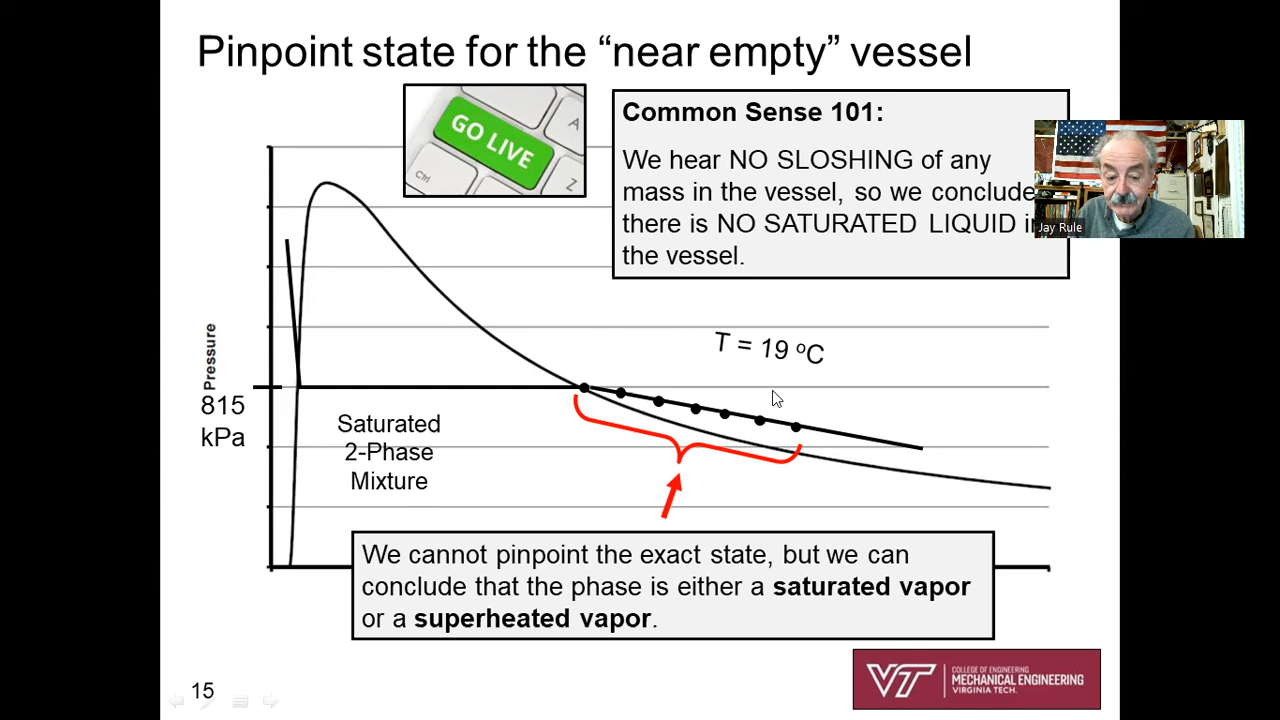 Pinpoint state for the “near empty” vessel
GO LIVE
A
Ctrl
Z
Common Sense 101:
We hear NO SLOSHING of any
mass in the vessel, so we conclude
there is NO SATURATED LIQUID
the vessel.
Jay Rule
Pressure
T = 19 ºC
815
kPa
Saturated
2-Phase
Mixture
We cannot pinpoint the exact state, but we can
conclude that the phase is either a saturated vapor
or a superheated vapor.
15
VT
COLLEGE OF ENGINEERING
MECHANICAL ENGINEERING
VIRGINIA TECH.